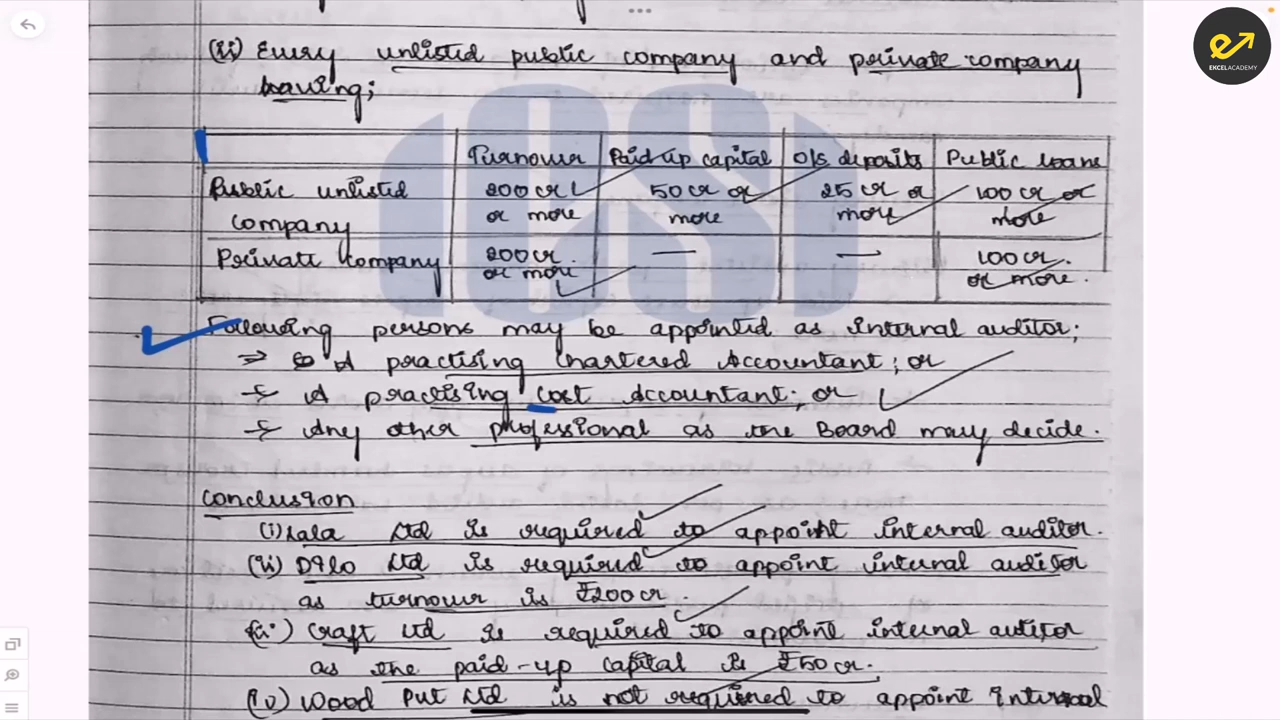 (ii) Every unlisted public company and private company
having;
Turnover Paid up capital O/s deposits Public loans
Public unlisted 200 cr 50 cr or 25 cr or 100 cr or
company or more more more more
Private Company 200 cr. — — 100 cr.
or more or more.
Following persons may be appointed as internal auditor;
⇒ A practising Chartered Accountant; or
A practising cost Accountant; or
Any other professional as the Board may decide.
Conclusion
(i) Lala Ltd is required to appoint internal auditor.
(ii) Ltd is required to appoint internal auditor
as turnover is ₹200 cr.
(iii) Craft Ltd is required to appoint internal auditor
as the paid-up capital is ₹50 cr.
(iv) Wood Pvt Ltd is not required to appoint internal
ICSI
EXCEL ACADEMY